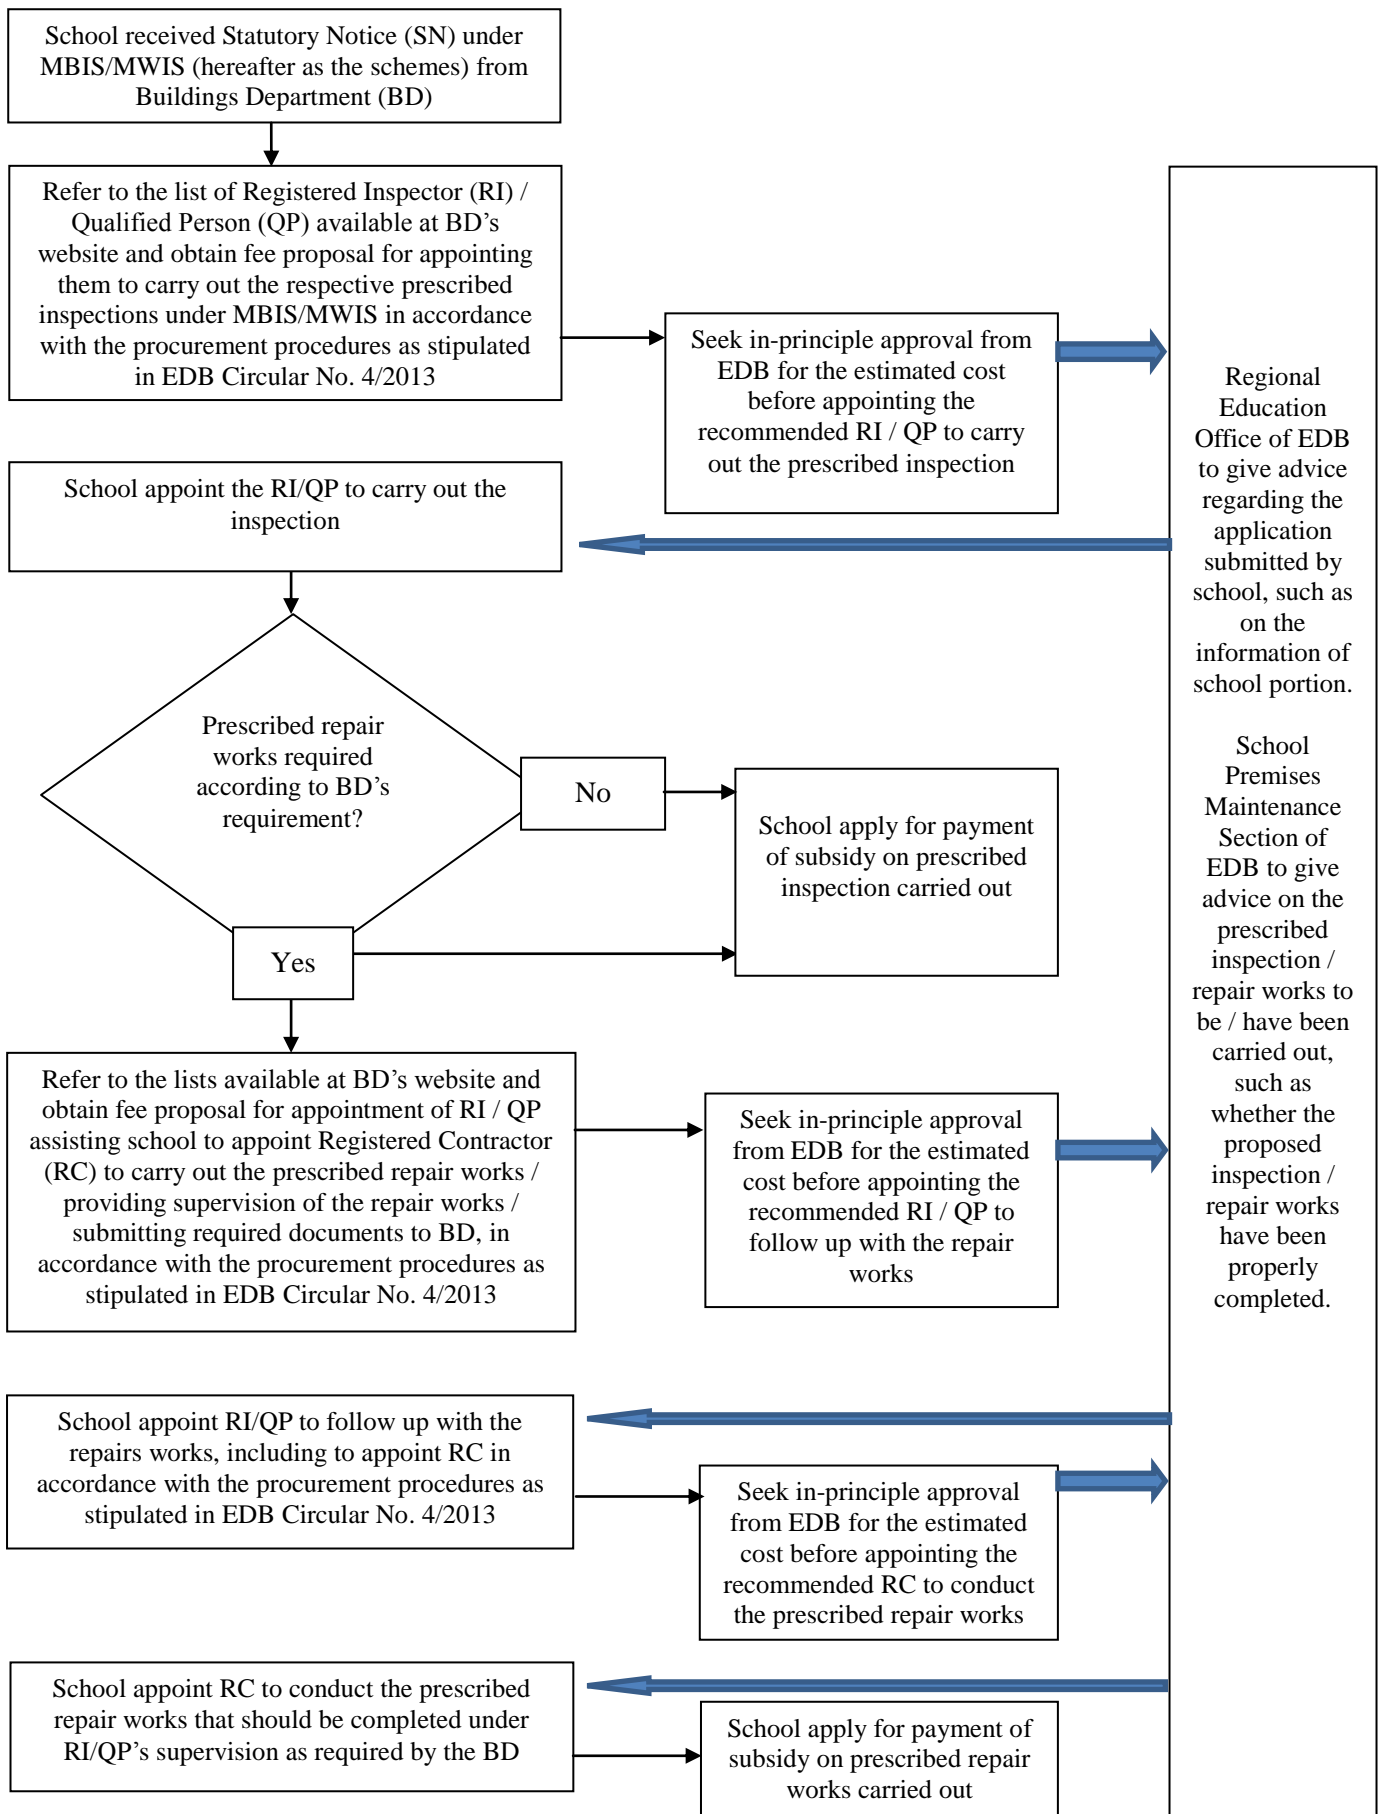 School received Statutory Notice (SN) under
MBIS/MWIS (hereafter as the schemes) from
Buildings Department (BD)
Refer to the list of Registered Inspector (RI) /
Qualified Person (QP) available at BD’s
website and obtain fee proposal for appointing
them to carry out the respective prescribed
inspections under MBIS/MWIS in accordance
with the procurement procedures as stipulated
in EDB Circular No. 4/2013
Seek in-principle approval from
EDB for the estimated cost
before appointing the
recommended RI / QP to carry
out the prescribed inspection
School appoint the RI/QP to carry out the
inspection
Prescribed repair
works required
according to BD’s
requirement?
No
School apply for payment
of subsidy on prescribed
inspection carried out
Yes
Refer to the lists available at BD’s website and
obtain fee proposal for appointment of RI / QP
assisting school to appoint Registered Contractor
(RC) to carry out the prescribed repair works /
providing supervision of the repair works /
submitting required documents to BD, in
accordance with the procurement procedures as
stipulated in EDB Circular No. 4/2013
Seek in-principle approval
from EDB for the estimated
cost before appointing the
recommended RI / QP to
follow up with the repair
works
School appoint RI/QP to follow up with the
repairs works, including to appoint RC in
accordance with the procurement procedures as
stipulated in EDB Circular No. 4/2013
Seek in-principle approval
from EDB for the estimated
cost before appointing the
recommended RC to conduct
the prescribed repair works
School appoint RC to conduct the prescribed
repair works that should be completed under
RI/QP’s supervision as required by the BD
School apply for payment of
subsidy on prescribed repair
works carried out
Regional
Education
Office of EDB
to give advice
regarding the
application
submitted by
school, such as
on the
information of
school portion.
School
Premises
Maintenance
Section of
EDB to give
advice on the
prescribed
inspection /
repair works to
be / have been
carried out,
such as
whether the
proposed
inspection /
repair works
have been
properly
completed.